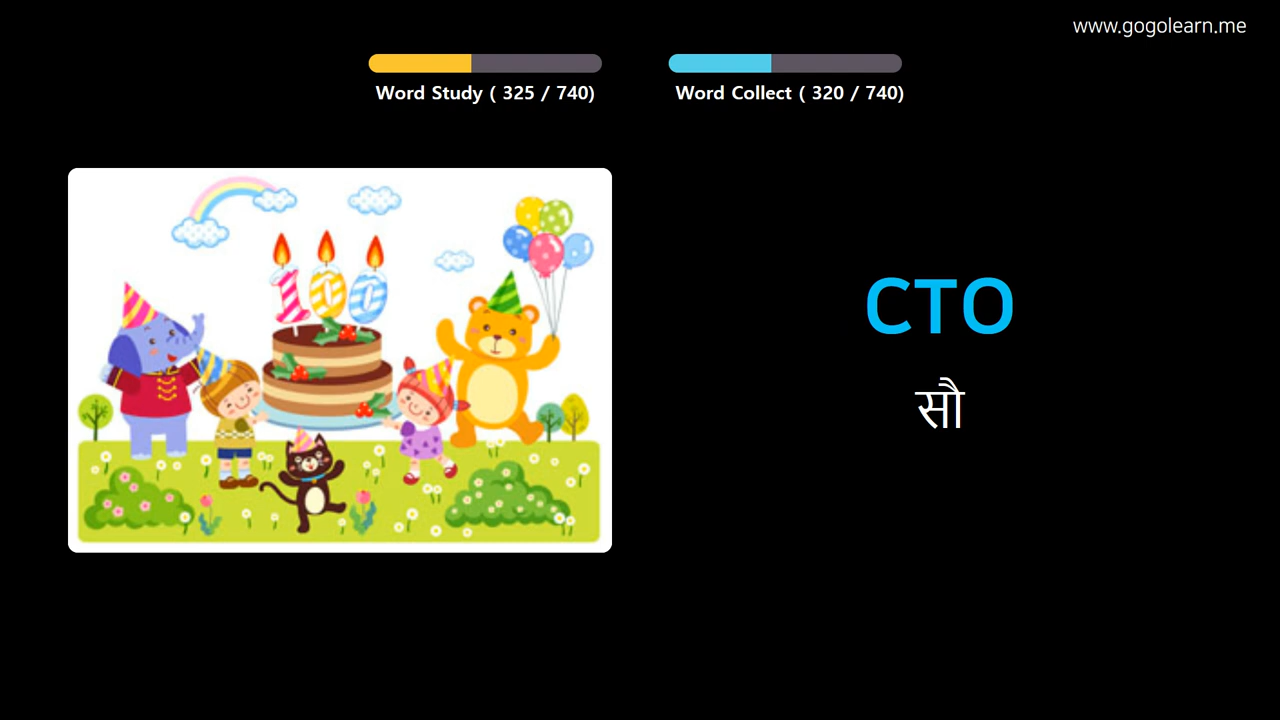 www.gogolearn.me
Word Study ( 325 / 740)
Word Collect ( 320 / 740)
100
СТО
सौ